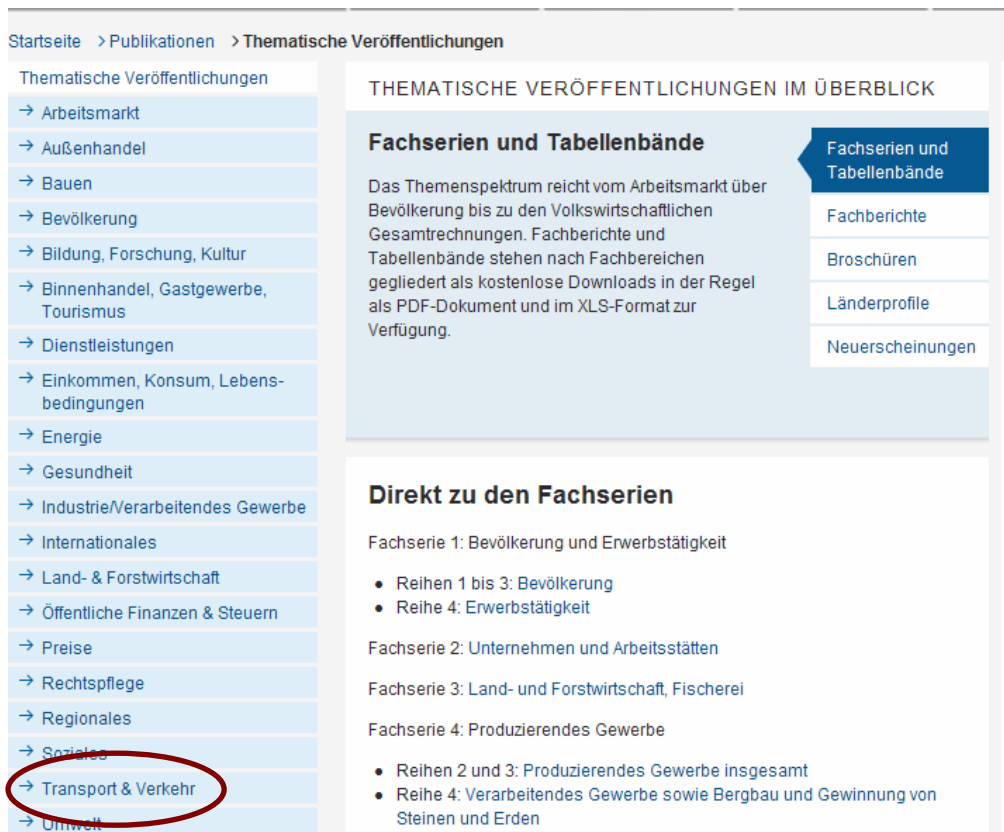 Startseite > Publikationen > Thematische Veröffentlichungen
Thematische Veröffentlichungen
→ Arbeitsmarkt
→ Außenhandel
→ Bauen
→ Bevölkerung
→ Bildung, Forschung, Kultur
→ Binnenhandel, Gastgewerbe,
Tourismus
→ Dienstleistungen
→ Einkommen, Konsum, Lebens-
bedingungen
→ Energie
→ Gesundheit
→ Industrie/Verarbeitendes Gewerbe
→ Internationales
→ Land- & Forstwirtschaft
→ Öffentliche Finanzen & Steuern
→ Preise
→ Rechtspflege
→ Regionales
→ Soziales
→ Transport & Verkehr
→ Umwelt
THEMATISCHE VERÖFFENTLICHUNGEN IM ÜBERBLICK
Fachserien und Tabellenbände
Das Themenspektrum reicht vom Arbeitsmarkt über
Bevölkerung bis zu den Volkswirtschaftlichen
Gesamtrechnungen. Fachberichte und
Tabellenbände stehen nach Fachbereichen
gegliedert als kostenlose Downloads in der Regel
als PDF-Dokument und im XLS-Format zur
Verfügung.
Fachserien und
Tabellenbände
Fachberichte
Broschüren
Länderprofile
Neuerscheinungen
Direkt zu den Fachserien
Fachserie 1: Bevölkerung und Erwerbstätigkeit
• Reihen 1 bis 3: Bevölkerung
• Reihe 4: Erwerbstätigkeit
Fachserie 2: Unternehmen und Arbeitsstätten
Fachserie 3: Land- und Forstwirtschaft, Fischerei
Fachserie 4: Produzierendes Gewerbe
• Reihen 2 und 3: Produzierendes Gewerbe insgesamt
• Reihe 4: Verarbeitendes Gewerbe sowie Bergbau und Gewinnung von
Steinen und Erden